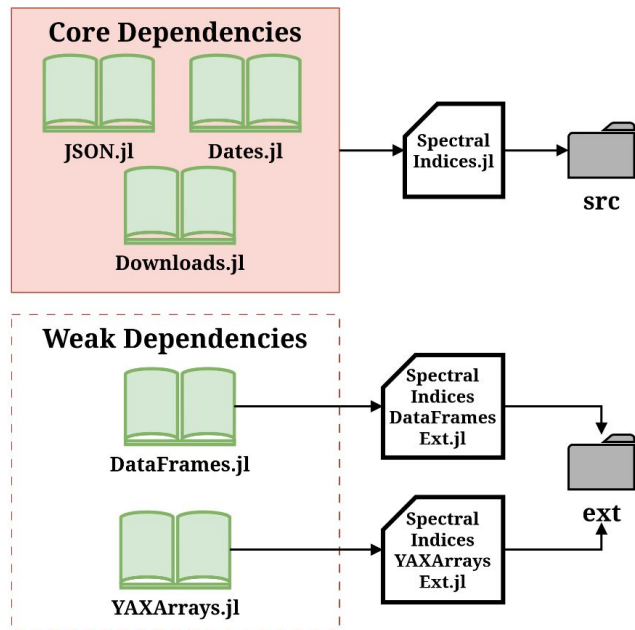 Core Dependencies
JSON.jl
Dates.jl
Downloads.jl
Spectral
Indices.jl
src
Weak Dependencies
DataFrames.jl
Spectral
Indices
DataFrames
Ext.jl
ext
YAXArrays.jl
Spectral
Indices
YAXArrays
Ext.jl